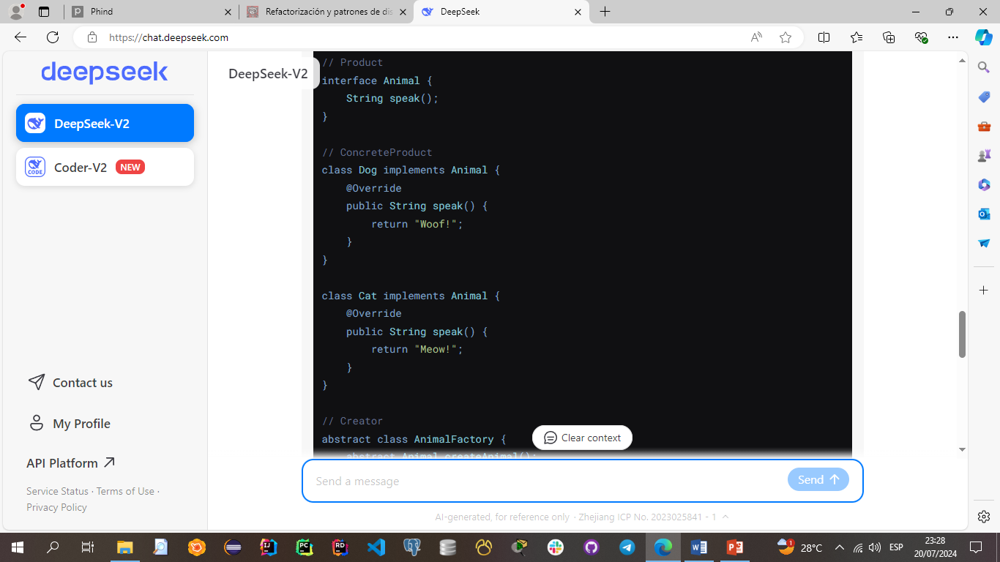 Phind
Refactorización y patrones de dis
DeepSeek
https://chat.deepseek.com
deepseek
DeepSeek-V2
Coder-V2 NEW
Contact us
My Profile
API Platform
Service Status · Terms of Use ·
Privacy Policy
DeepSeek-V2
// Product
interface Animal {
    String speak();
}
// ConcreteProduct
class Dog implements Animal {
    @Override
    public String speak() {
        return "Woof!";
    }
}
class Cat implements Animal {
    @Override
    public String speak() {
        return "Meow!";
    }
}
// Creator
abstract class AnimalFactory {
    abstract Animal createAnimal();
Clear context
Send a message
Send
AI-generated, for reference only · Zhejiang ICP No. 2023025841 - 1
28°C
ESP
23:28
20/07/2024